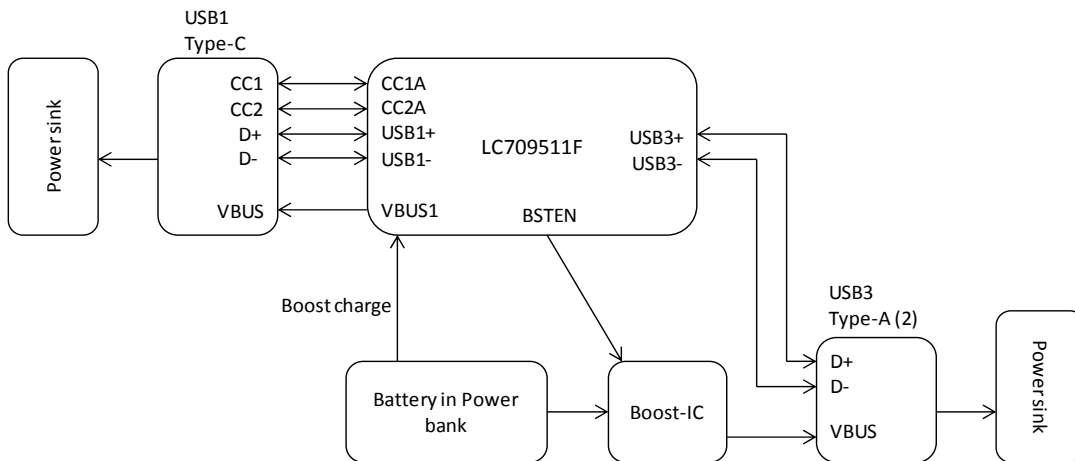 USB1
Type-C
Power sink
CC1
CC2
D+
D-
VBUS
CC1A
CC2A
USB1+
USB1-
VBUS1
LC709511F
BSTEN
USB3+
USB3-
Boost charge
Battery in Power
bank
Boost-IC
USB3
Type-A (2)
D+
D-
VBUS
Power sink